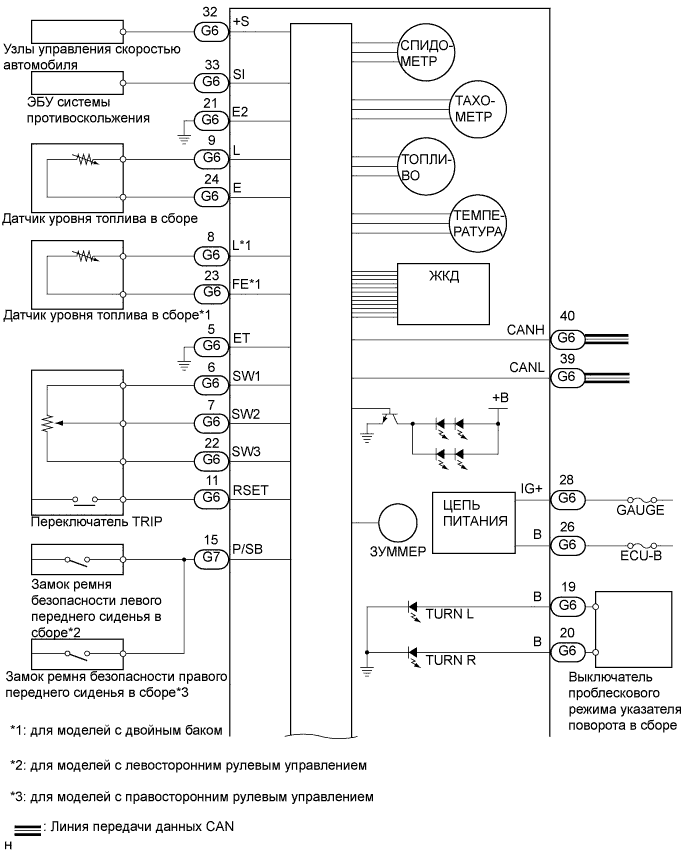 32
+S
G6
Узлы управления скоростью
автомобиля
33
SI
G6
ЭБУ системы
противоскольжения
21
E2
G6
9
L
G6
24
E
G6
Датчик уровня топлива в сборе
8
L*1
G6
23
FE*1
G6
Датчик уровня топлива в сборе*1
5
ET
G6
6
SW1
G6
7
SW2
G6
22
SW3
G6
11
RSET
G6
Переключатель TRIP
15
P/SB
G7
Замок ремня
безопасности левого
переднего сиденья в
сборе*2
Замок ремня безопасности правого
переднего сиденья в сборе*3
СПИДО-
МЕТР
ТАХО-
МЕТР
ТОПЛИ-
ВО
ТЕМПЕ-
РАТУРА
ЖКД
40
CANH
G6
39
CANL
G6
+B
28
IG+
G6
GAUGE
ЦЕПЬ
ПИТАНИЯ
26
B
G6
ECU-B
ЗУММЕР
19
B
G6
TURN L
20
B
G6
TURN R
Выключатель
проблескового
режима указателя
поворота в сборе
*1: для моделей с двойным баком
*2: для моделей с левосторонним рулевым управлением
*3: для моделей с правосторонним рулевым управлением
: Линия передачи данных CAN
H